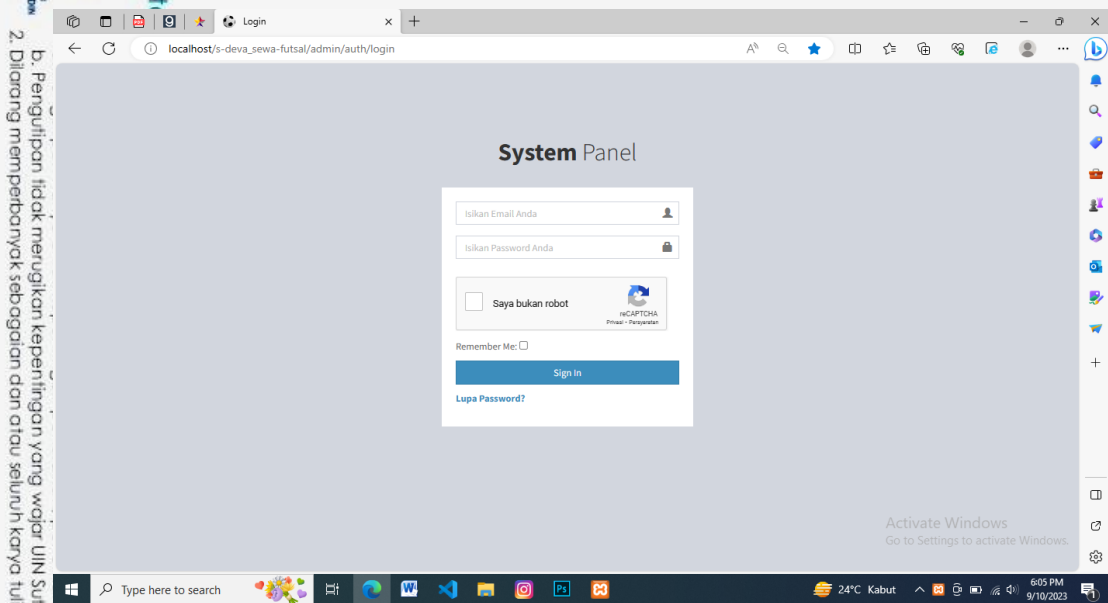 Login
localhost/s-deva_sewa-futsal/admin/auth/login
System Panel
Isikan Email Anda
Isikan Password Anda
Saya bukan robot
reCAPTCHA
Privasi - Persyaratan
Remember Me:
Sign In
Lupa Password?
Activate Windows
Go to Settings to activate Windows.
Type here to search
Ps
24°C Kabut
6:05 PM
9/10/2023
1
b. Pengutipan tidak merugikan kepentingan yang wajar UIN
2. Dilarang memperbanyak sebagaian dan atau seluruh karya